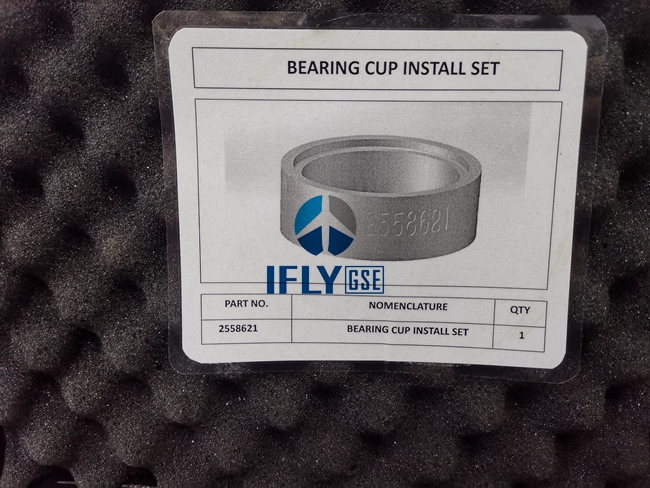 BEARING CUP INSTALL SET
2558621
IFLY GSE
PART NO. NOMENCLATURE QTY
2558621 BEARING CUP INSTALL SET 1